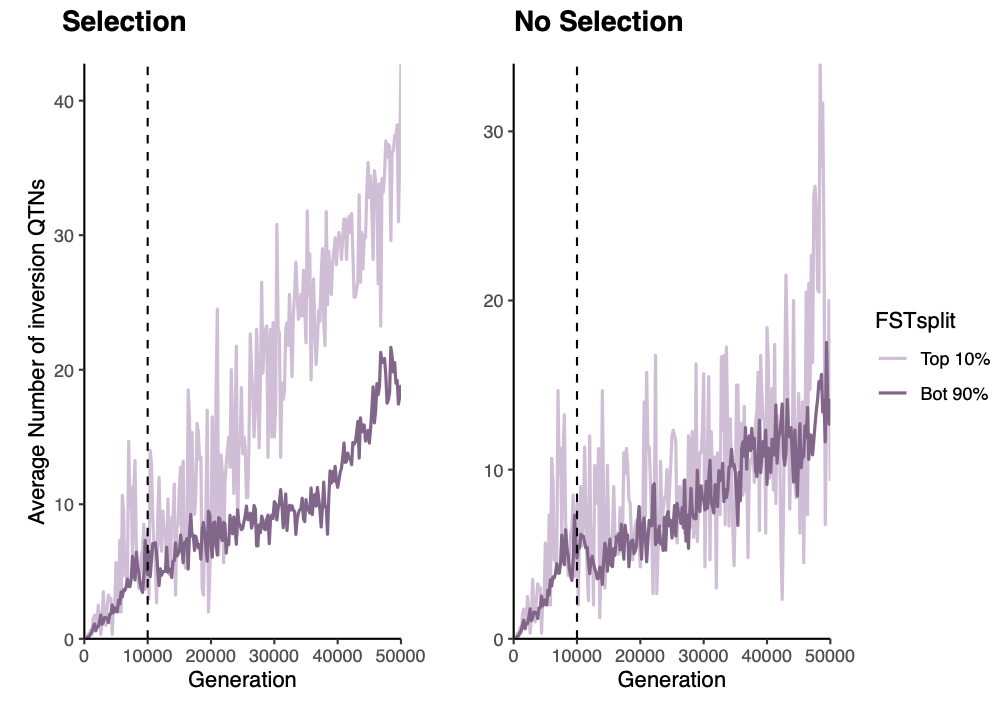 Selection
No Selection
Average Number of inversion QTNs
40
30
20
10
0
0 10000 20000 30000 40000 50000
Generation
30
20
10
0
0 10000 20000 30000 40000 50000
Generation
FSTsplit
Top 10%
Bot 90%